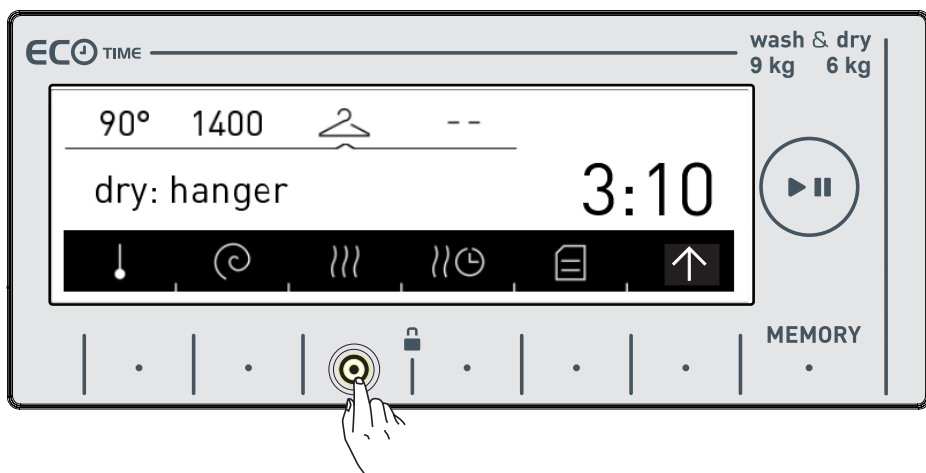 ECO TIME
wash & dry
9 kg 6 kg
90° 1400 --
dry: hanger
3:10
MEMORY